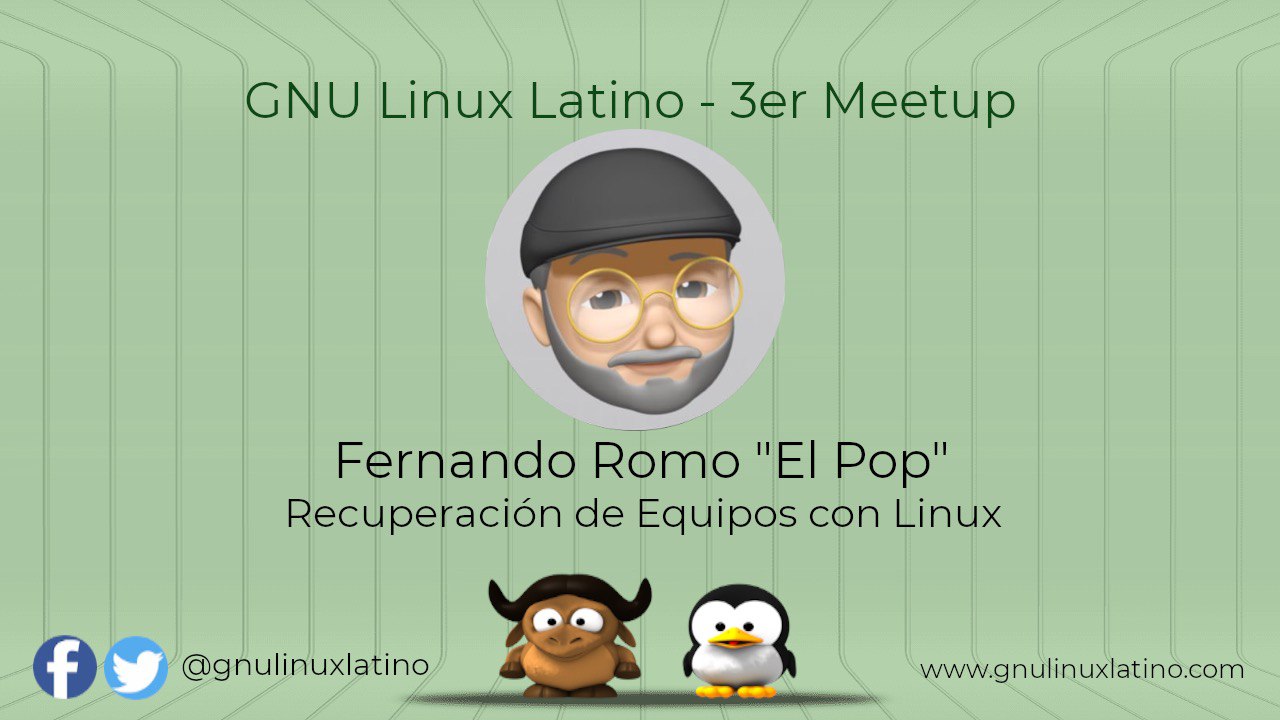 GNU Linux Latino - 3er Meetup
Fernando Romo "El Pop"
Recuperación de Equipos con Linux
@gnulinuxlatino
www.gnulinuxlatino.com